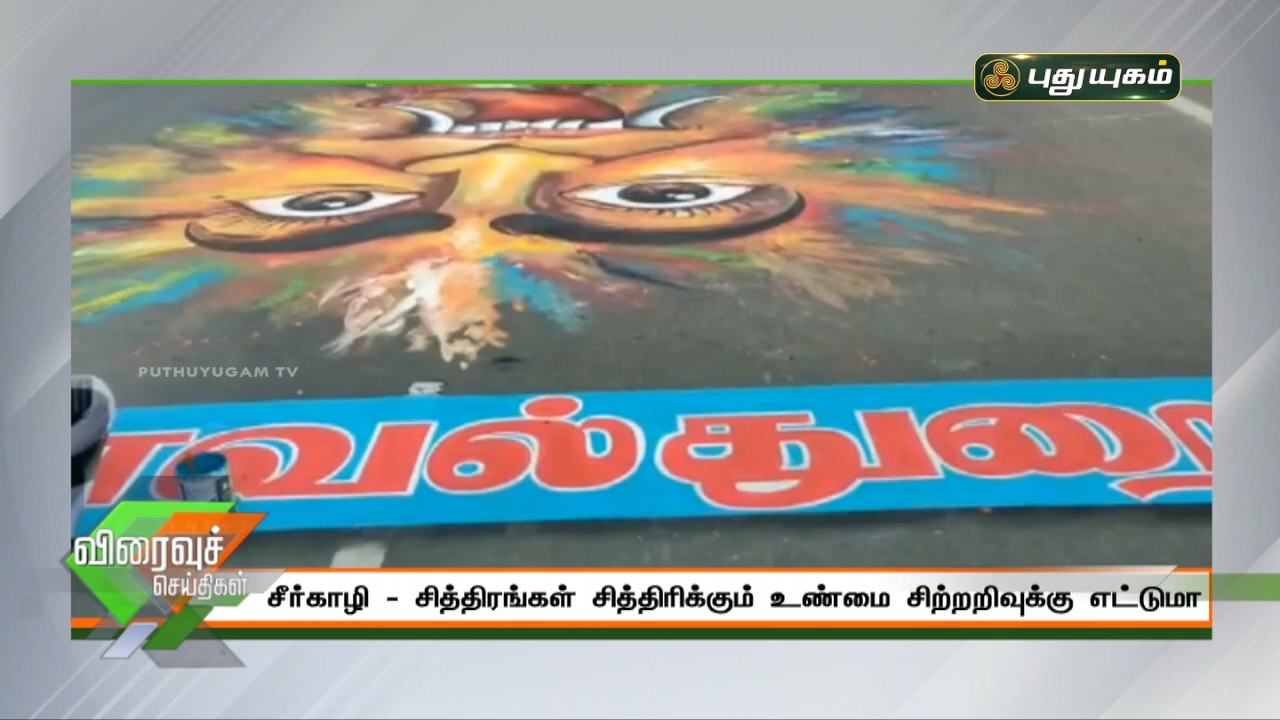 புதுயுகம்
PUTHUYUGAM TV
ாவல்துறை
விரைவுச்
செய்திகள்
சீர்காழி - சித்திரங்கள் சித்திரிக்கும் உண்மை சிற்றறிவுக்கு எட்டுமா